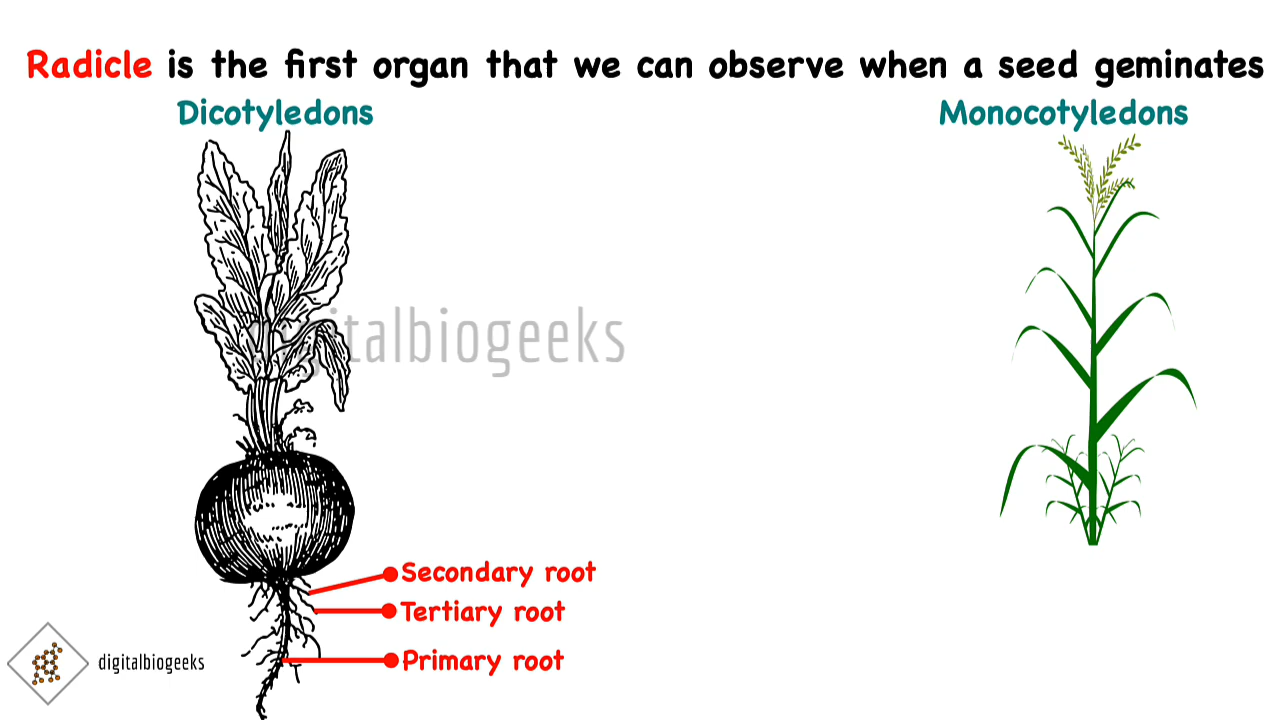 Radicle is the first organ that we can observe when a seed geminates
Dicotyledons
Monocotyledons
digitalbiogeeks
Secondary root
Tertiary root
Primary root
digitalbiogeeks